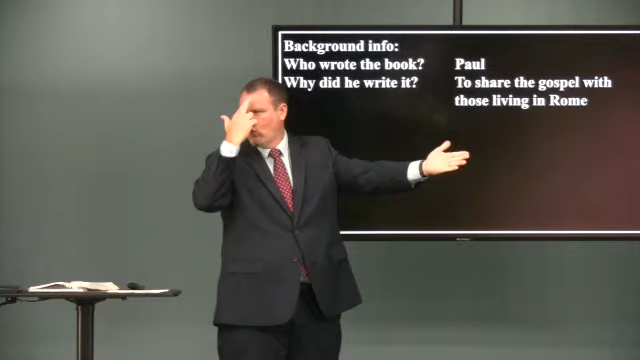 Background info:
Who wrote the book? Paul
Why did he write it? To share the gospel with
those living in Rome